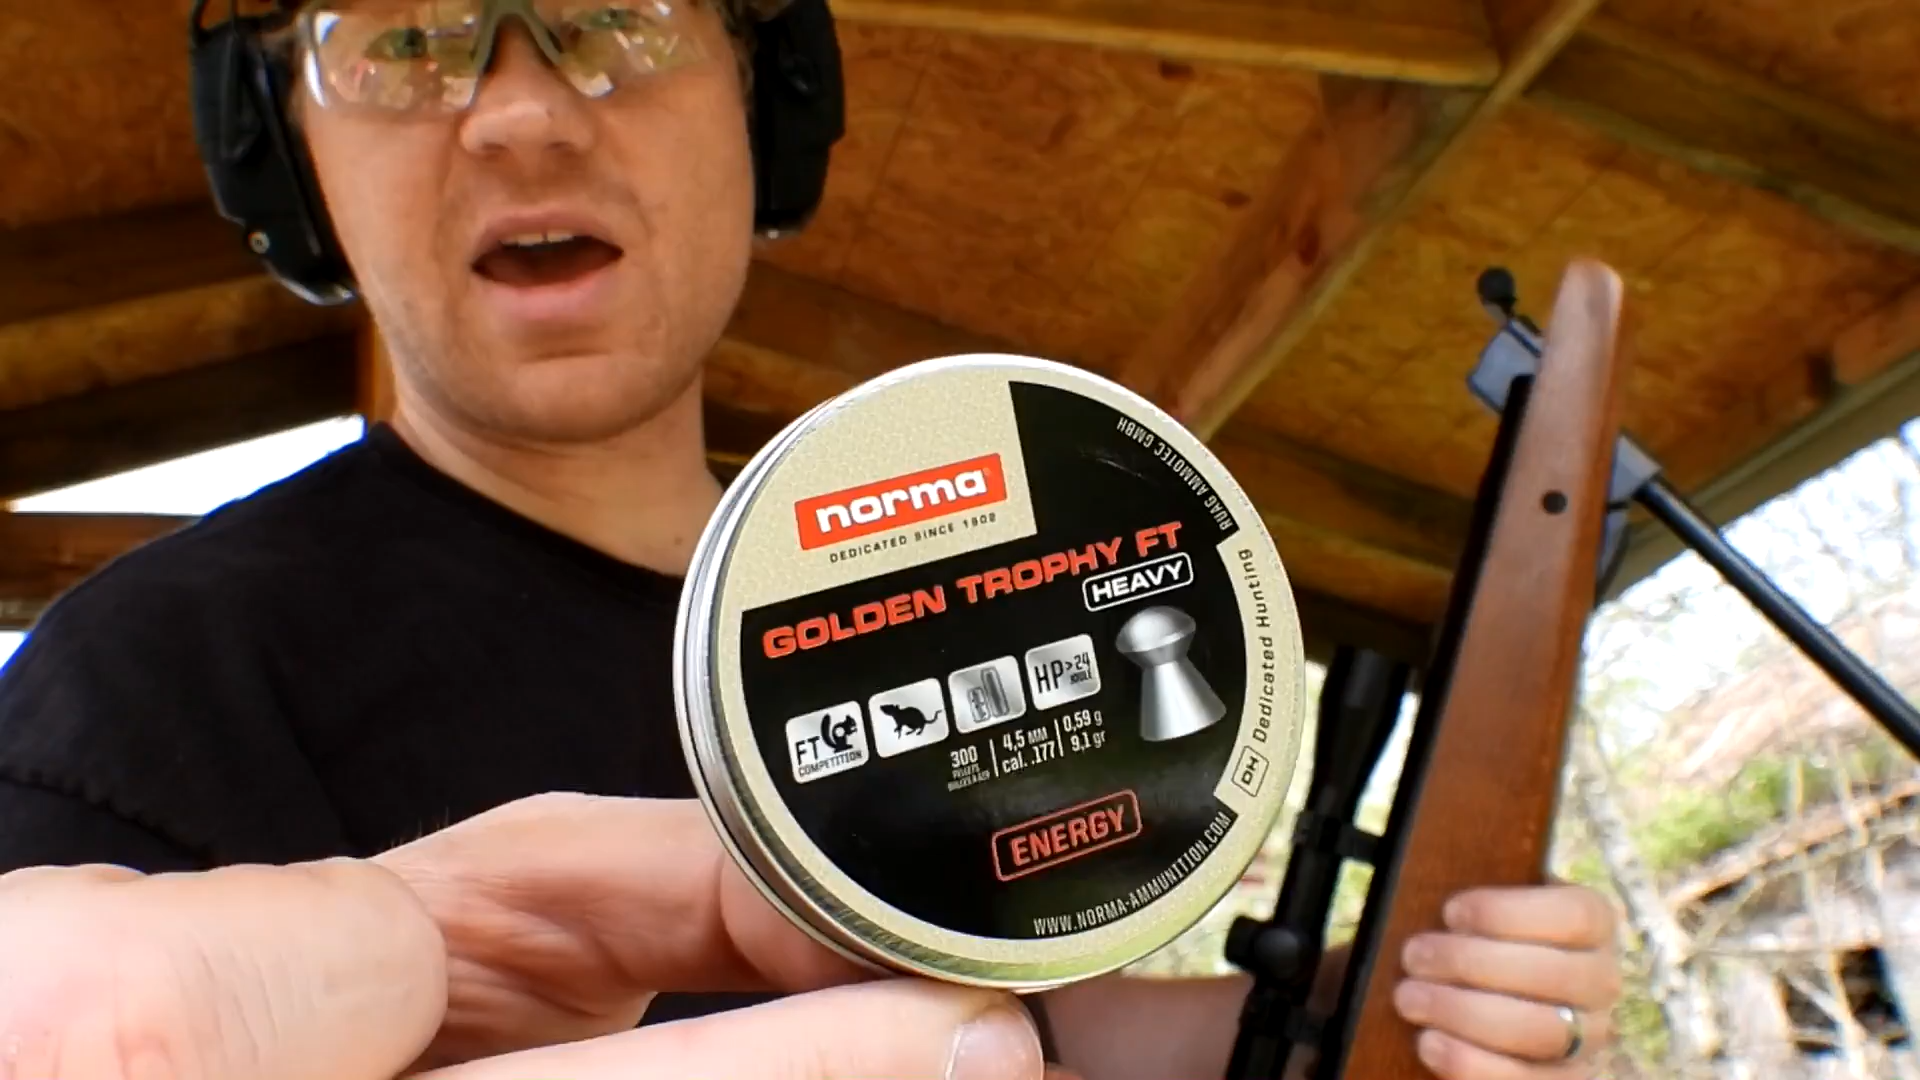 norma
DEDICATED SINCE 1902
RUAG AMMOTEC GMBH
GOLDEN TROPHY FT
HEAVY
FT
COMPETITION
HP >24
JOULE
300
PELLETS
4,5 MM
cal. .177
0,59 g
9,1 gr
DH Dedicated Hunting
ENERGY
WWW.NORMA-AMMUNITION.COM